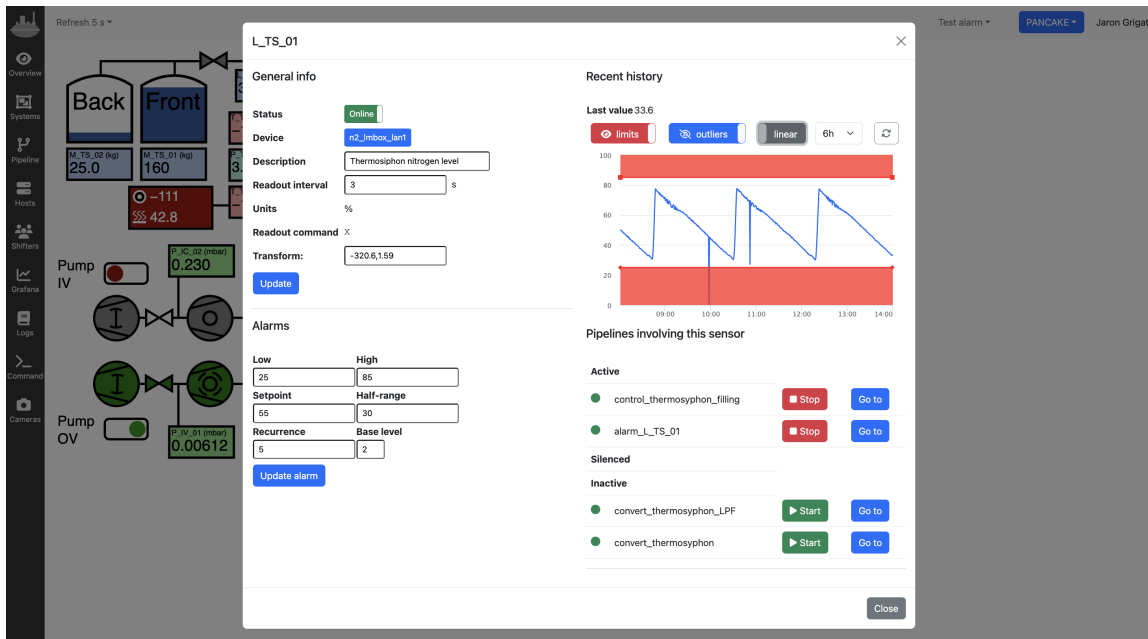 Refresh 5 s
Test alarm
PANCAKE
Jaron Grigat
Overview
Systems
Pipeline
Hosts
Shifters
Grafana
Logs
Command
Cameras
Back
Front
M_TS_02 (kg)
25.0
M_TS_01 (kg)
160
3.
−111
42.8
P_IC_02 (mbar)
0.230
Pump
IV
Pump
OV
P_IV_01 (mbar)
0.00612
L_TS_01
General info
Status
Online
Device
n2_lmbox_lan1
Description
Thermosiphon nitrogen level
Readout interval
3
s
Units
%
Readout command
X
Transform:
-320.6,1.59
Update
Alarms
Low
High
25
85
Setpoint
Half-range
55
30
Recurrence
Base level
5
2
Update alarm
Recent history
Last value 33.6
limits
outliers
linear
6h
100
80
60
40
20
0
09:00
10:00
11:00
12:00
13:00
14:00
Pipelines involving this sensor
Active
control_thermosyphon_filling
Stop
Go to
alarm_L_TS_01
Stop
Go to
Silenced
Inactive
convert_thermosyphon_LPF
Start
Go to
convert_thermosyphon
Start
Go to
Close